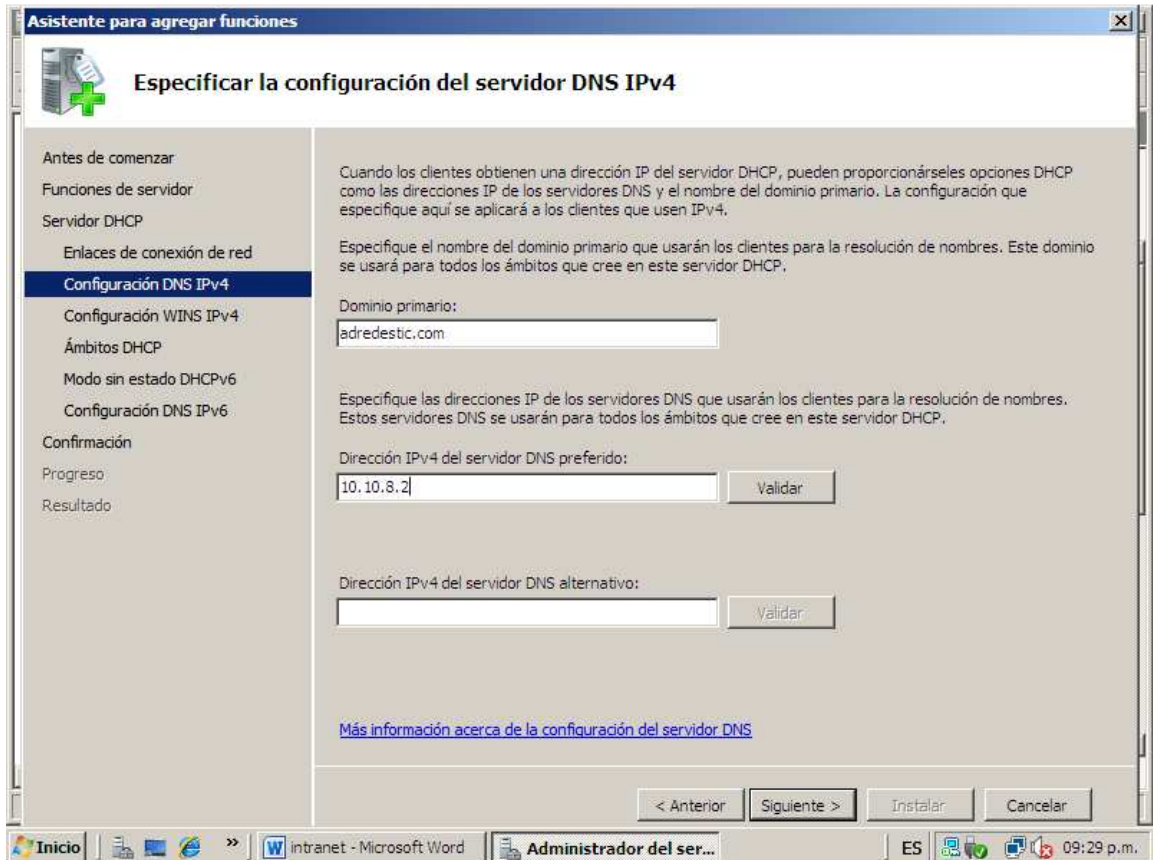 Asistente para agregar funciones
Especificar la configuración del servidor DNS IPv4
Antes de comenzar
Funciones de servidor
Servidor DHCP
Enlaces de conexión de red
Configuración DNS IPv4
Configuración WINS IPv4
Ámbitos DHCP
Modo sin estado DHCPv6
Configuración DNS IPv6
Confirmación
Progreso
Resultado
Cuando los clientes obtienen una dirección IP del servidor DHCP, pueden proporcionárseles opciones DHCP
como las direcciones IP de los servidores DNS y el nombre del dominio primario. La configuración que
especifique aquí se aplicará a los clientes que usen IPv4.
Especifique el nombre del dominio primario que usarán los clientes para la resolución de nombres. Este dominio
se usará para todos los ámbitos que cree en este servidor DHCP.
Dominio primario:
adredestic.com
Especifique las direcciones IP de los servidores DNS que usarán los clientes para la resolución de nombres.
Estos servidores DNS se usarán para todos los ámbitos que cree en este servidor DHCP.
Dirección IPv4 del servidor DNS preferido:
10.10.8.2
Validar
Dirección IPv4 del servidor DNS alternativo:
Validar
Más información acerca de la configuración del servidor DNS
< Anterior
Siguiente >
Instalar
Cancelar
Inicio
»
intranet - Microsoft Word
Administrador del ser...
ES
09:29 p.m.